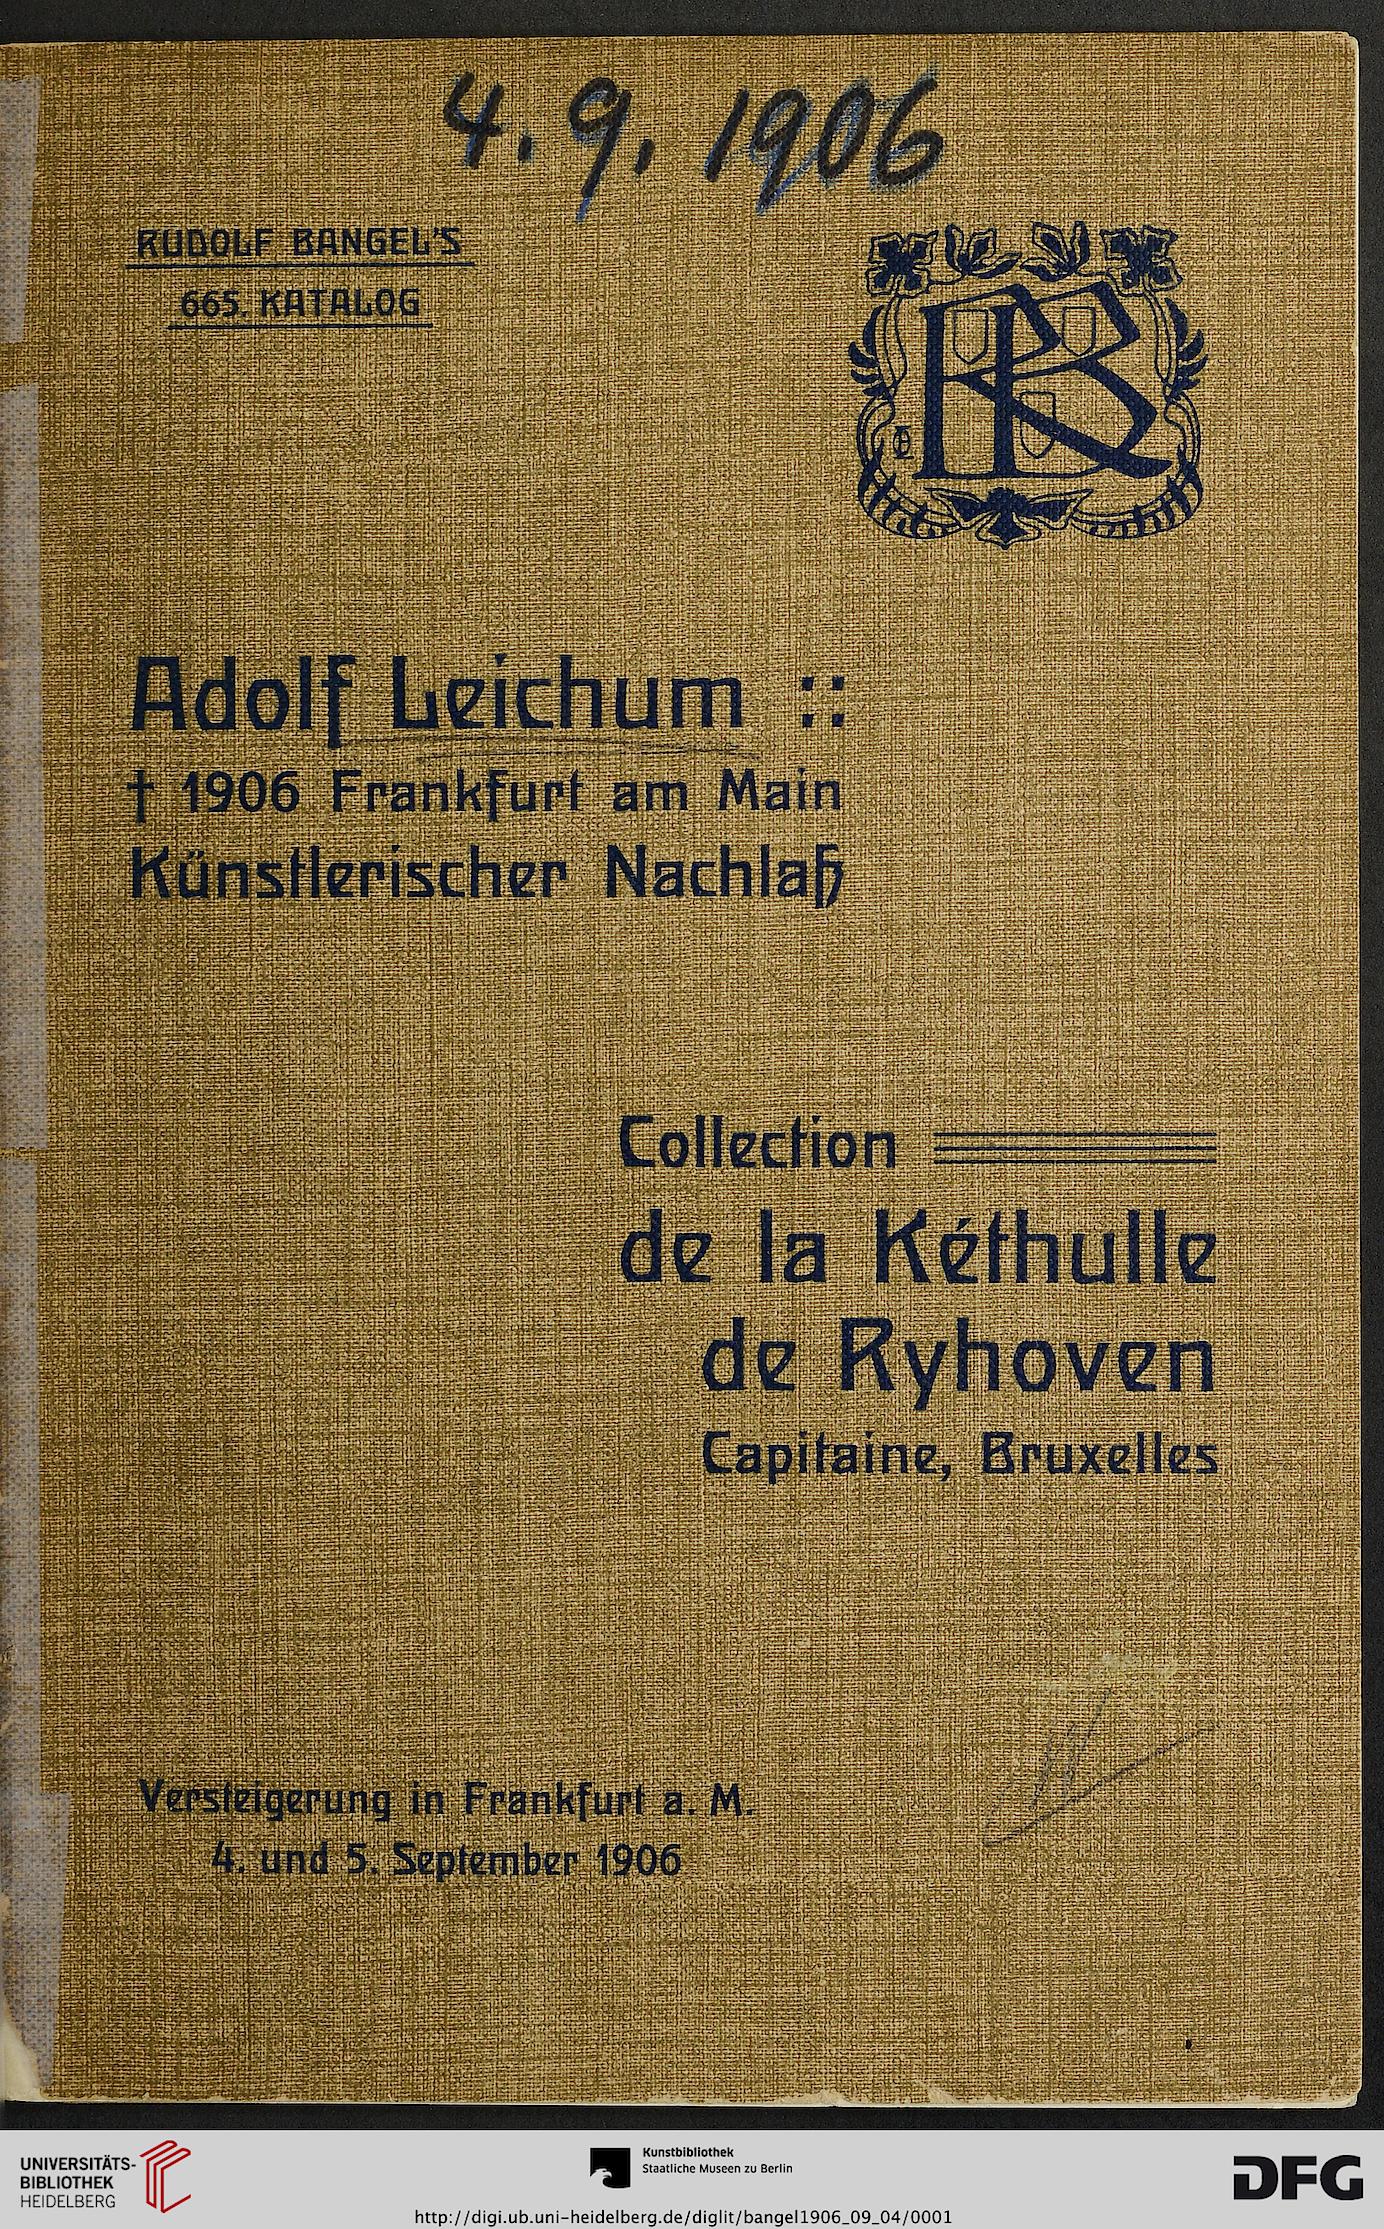 4. 9. 1906
RUDOLF BANGEL'S
665. KATALOG
RB
Adolf Leichum ::
† 1906 Frankfurt am Main
Künstlerischer Nachlaß
Collection
de la Kéthulle
de Ryhoven
Capitaine, Bruxelles
Versteigerung in Frankfurt a. M.
4. und 5. September 1906
UNIVERSITÄTS-
BIBLIOTHEK
HEIDELBERG
Kunstbibliothek
Staatliche Museen zu Berlin
DFG
http://digi.ub.uni-heidelberg.de/diglit/bangel1906_09_04/0001